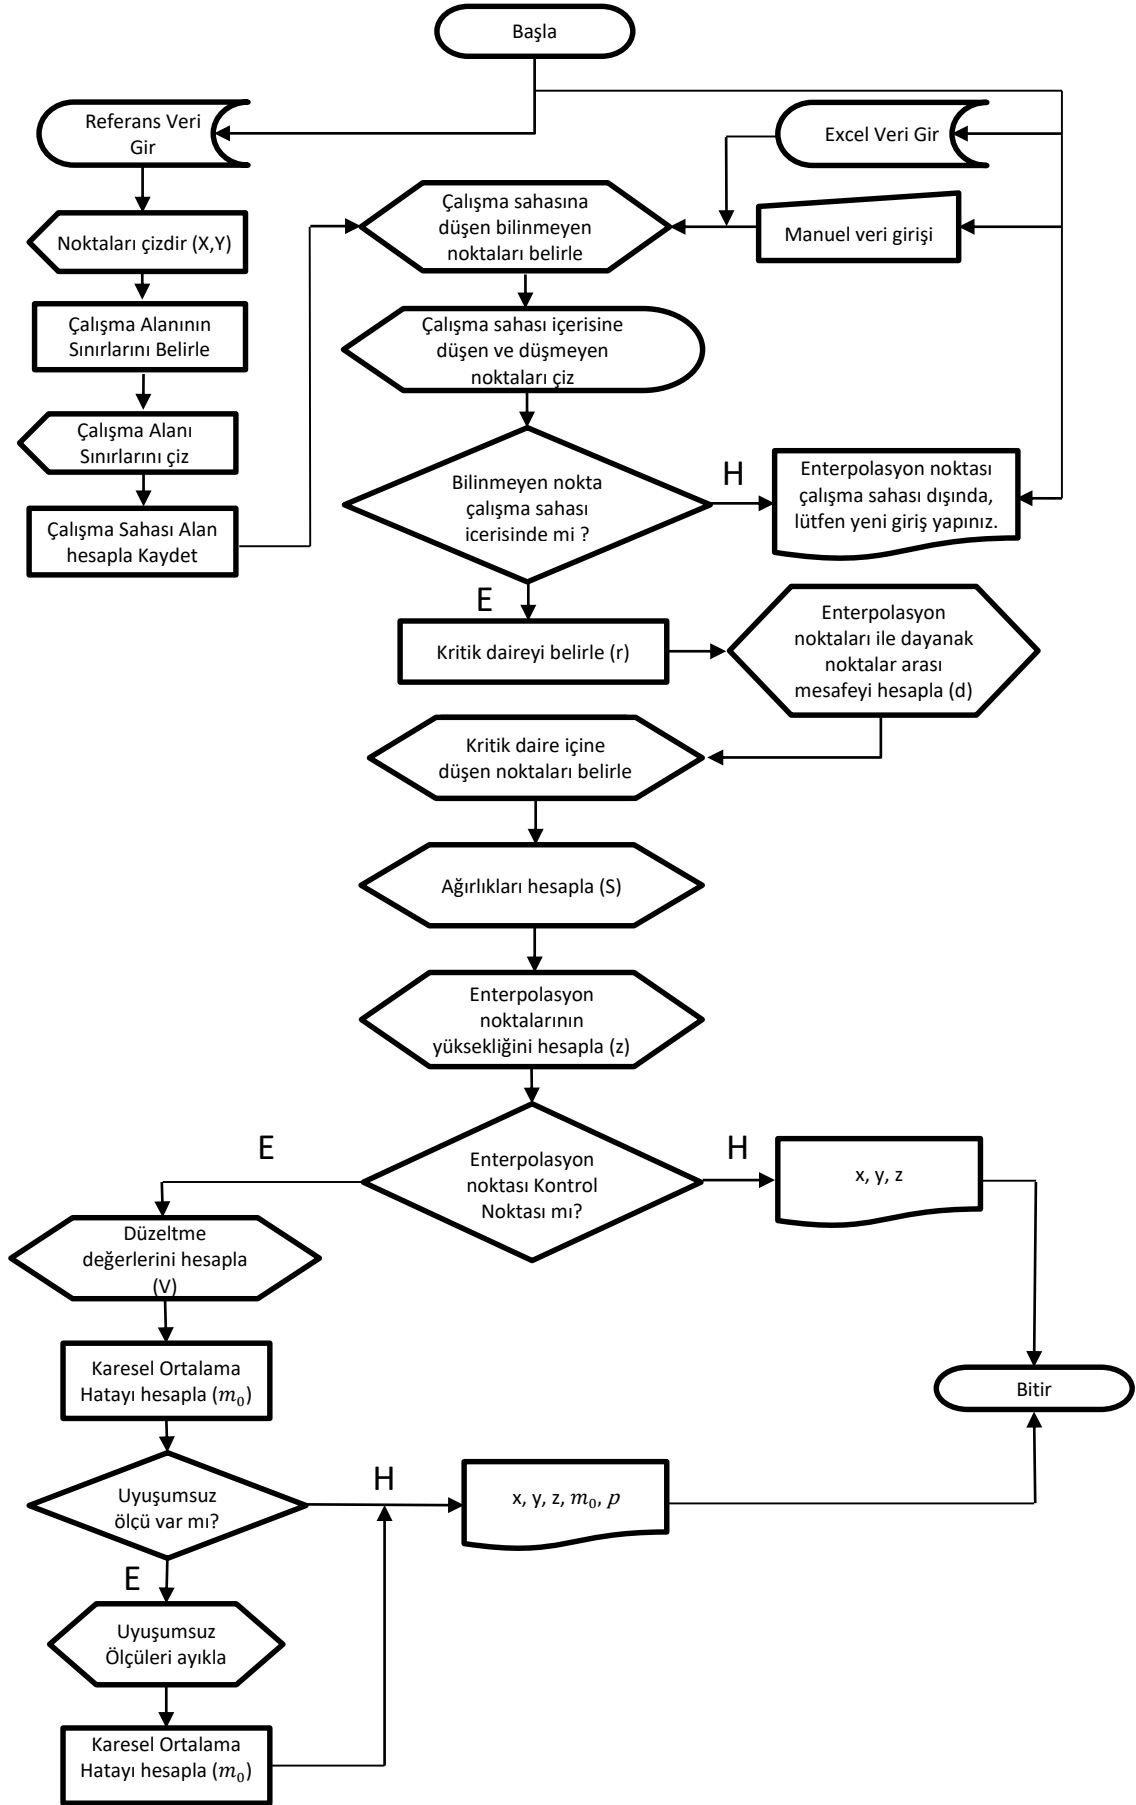 Başla
Referans Veri
Gir
Excel Veri Gir
Noktaları çizdir (X,Y)
Çalışma sahasına
düşen bilinmeyen
noktaları belirle
Manuel veri girişi
Çalışma Alanının
Sınırlarını Belirle
Çalışma sahası içerisine
düşen ve düşmeyen
noktaları çiz
Çalışma Alanı
Sınırlarını çiz
Çalışma Sahası Alan
hesapla Kaydet
Bilinmeyen nokta
çalışma sahası
icerisinde mi ?
H
Enterpolasyon noktası
çalışma sahası dışında,
lütfen yeni giriş yapınız.
E
Kritik daireyi belirle (r)
Enterpolasyon
noktaları ile dayanak
noktalar arası
mesafeyi hesapla (d)
Kritik daire içine
düşen noktaları belirle
Ağırlıkları hesapla (S)
Enterpolasyon
noktalarının
yüksekliğini hesapla (z)
Enterpolasyon
noktası Kontrol
Noktası mı?
E
H
x, y, z
Düzeltme
değerlerini hesapla
(V)
Karesel Ortalama
Hatayı hesapla (m₀)
Bitir
Uyuşumsuz
ölçü var mı?
H
x, y, z, m₀, p
E
Uyuşumsuz
Ölçüleri ayıkla
Karesel Ortalama
Hatayı hesapla (m₀)